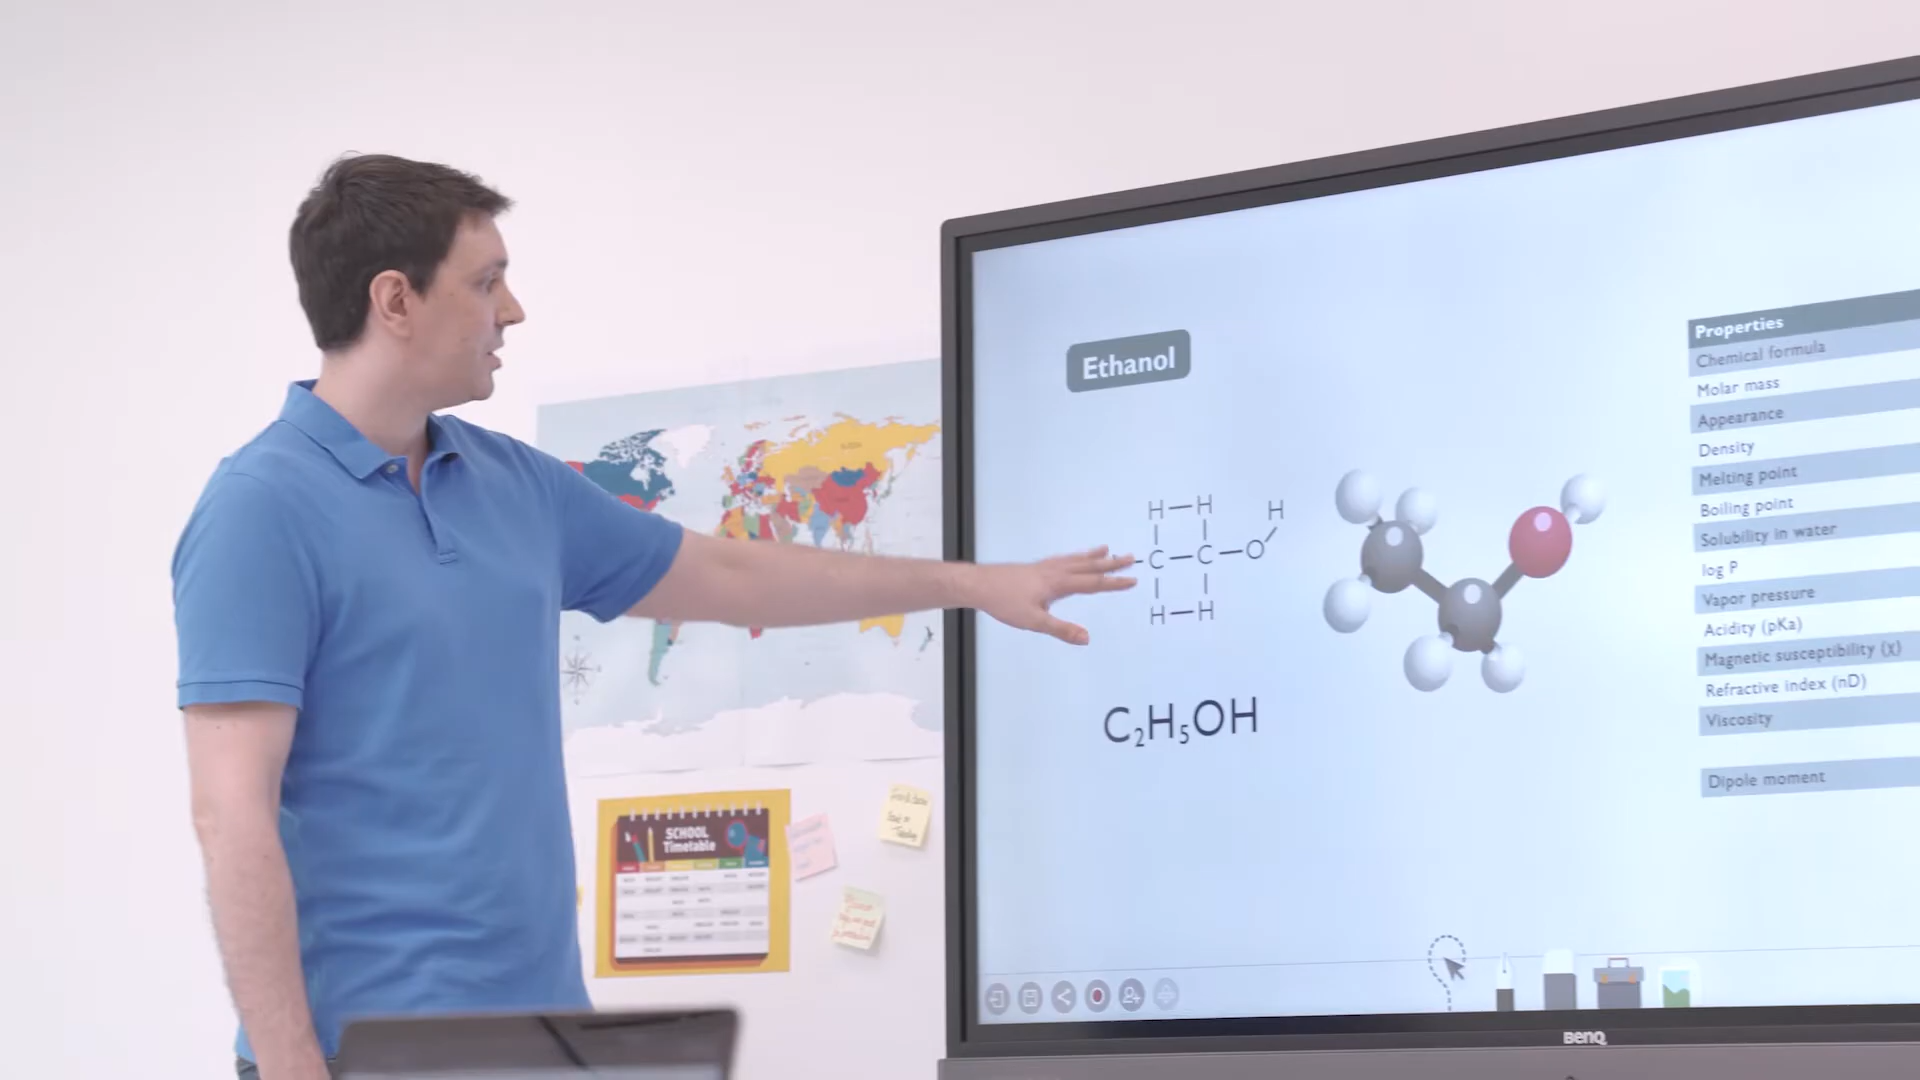 Ethanol
H—H
H
C—C—O
H—H
C₂H₅OH
Properties
Chemical formula
Molar mass
Appearance
Density
Melting point
Boiling point
Solubility in water
log P
Vapor pressure
Acidity (pKa)
Magnetic susceptibility (χ)
Refractive index (nD)
Viscosity
Dipole moment
SCHOOL
Timetable
BenQ